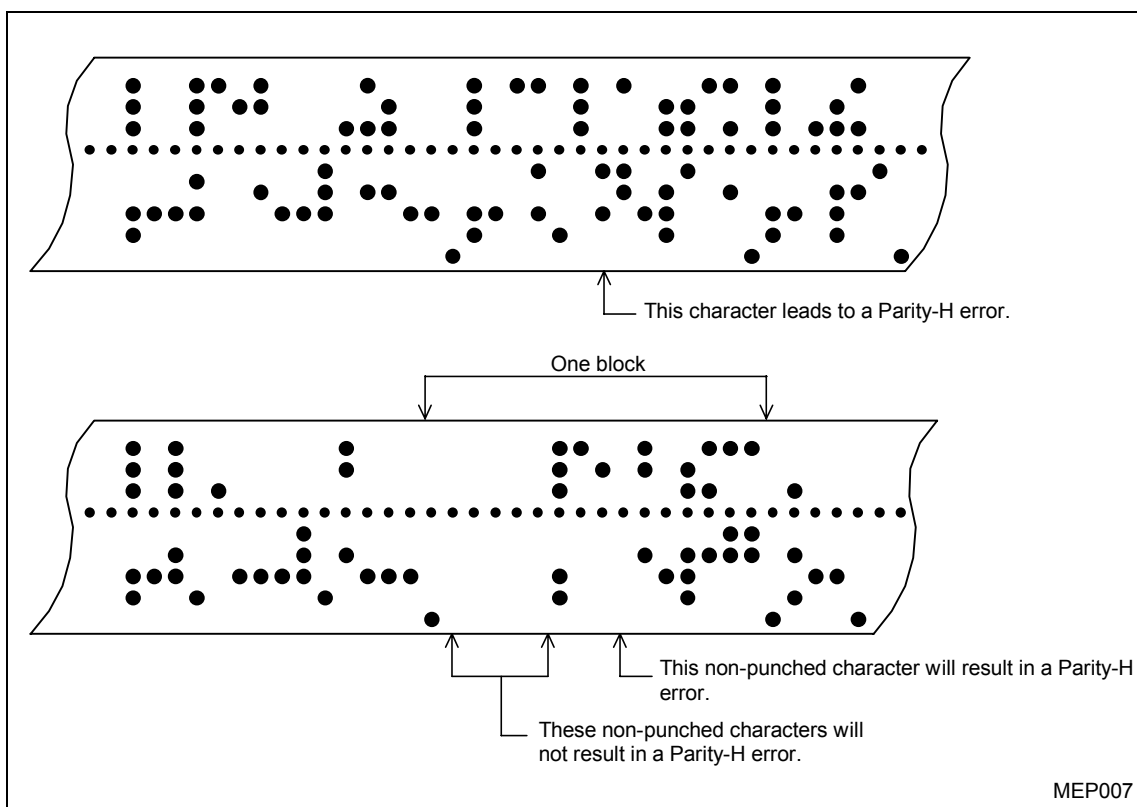 This character leads to a Parity-H error.
One block
This non-punched character will result in a Parity-H
error.
These non-punched characters will
not result in a Parity-H error.
MEP007